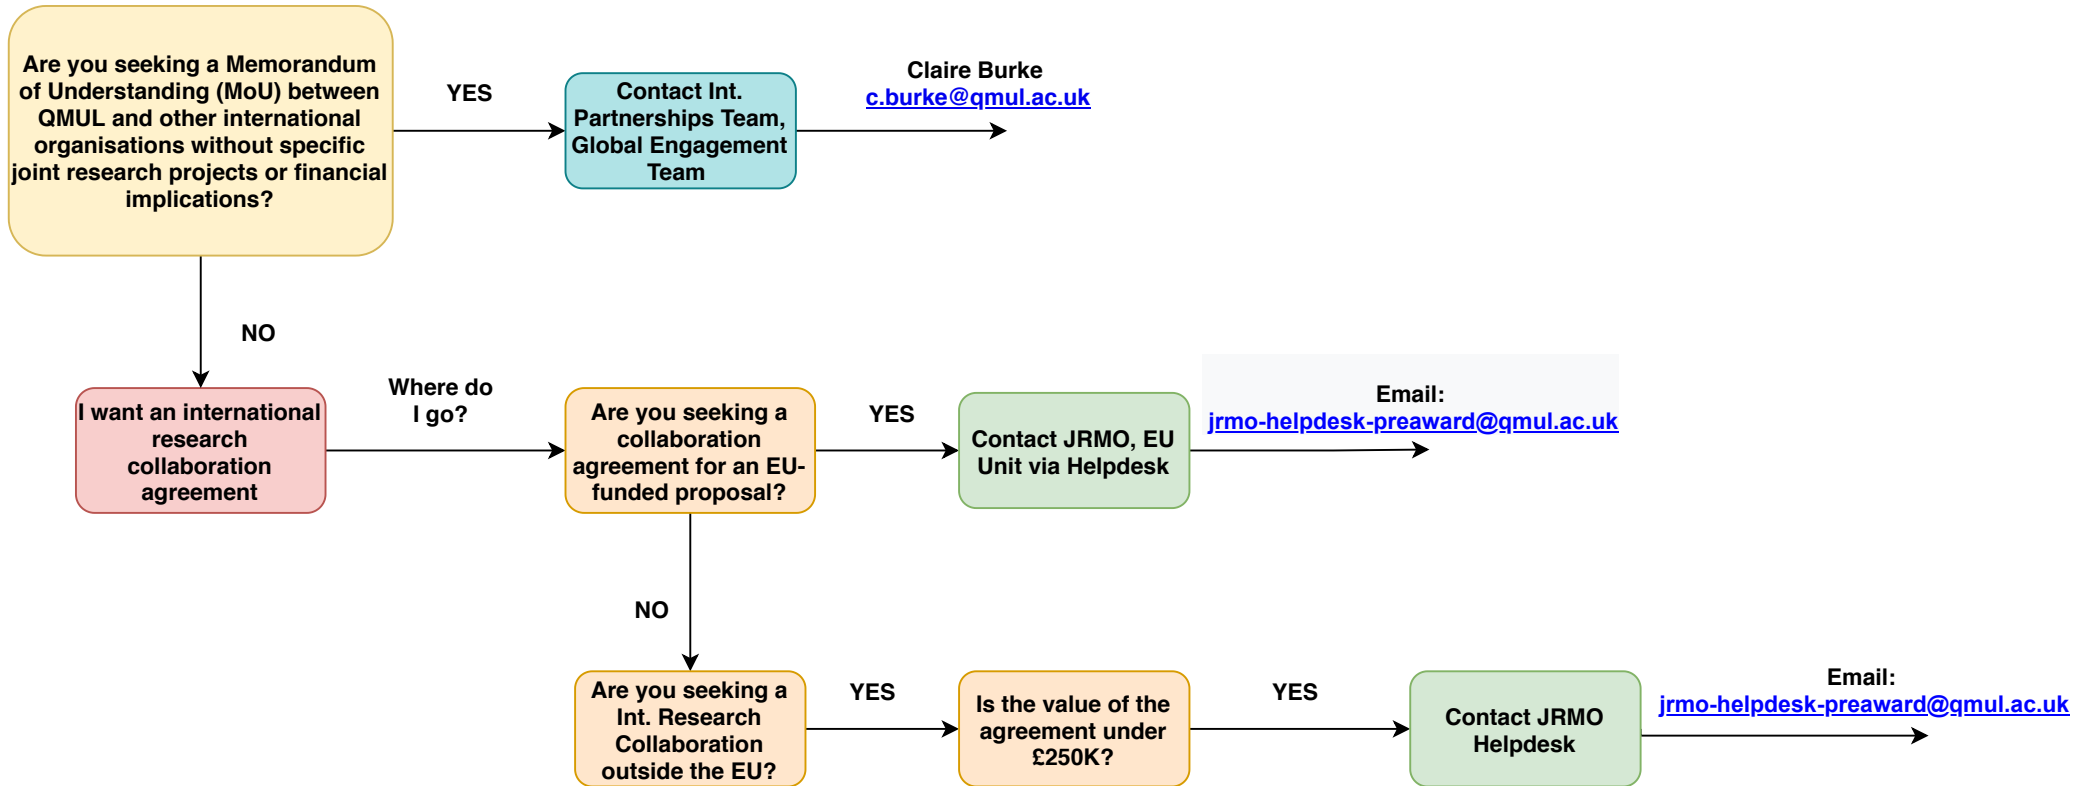 Are you seeking a Memorandum
of Understanding (MoU) between
QMUL and other international
organisations without specific
joint research projects or financial
implications?
YES
Contact Int.
Partnerships Team,
Global Engagement
Team
Claire Burke
c.burke@qmul.ac.uk
NO
I want an international
research
collaboration
agreement
Where do
I go?
Are you seeking a
collaboration
agreement for an EU-
funded proposal?
YES
Contact JRMO, EU
Unit via Helpdesk
Email:
jrmo-helpdesk-preaward@qmul.ac.uk
NO
Are you seeking a
Int. Research
Collaboration
outside the EU?
YES
Is the value of the
agreement under
£250K?
YES
Contact JRMO
Helpdesk
Email:
jrmo-helpdesk-preaward@qmul.ac.uk